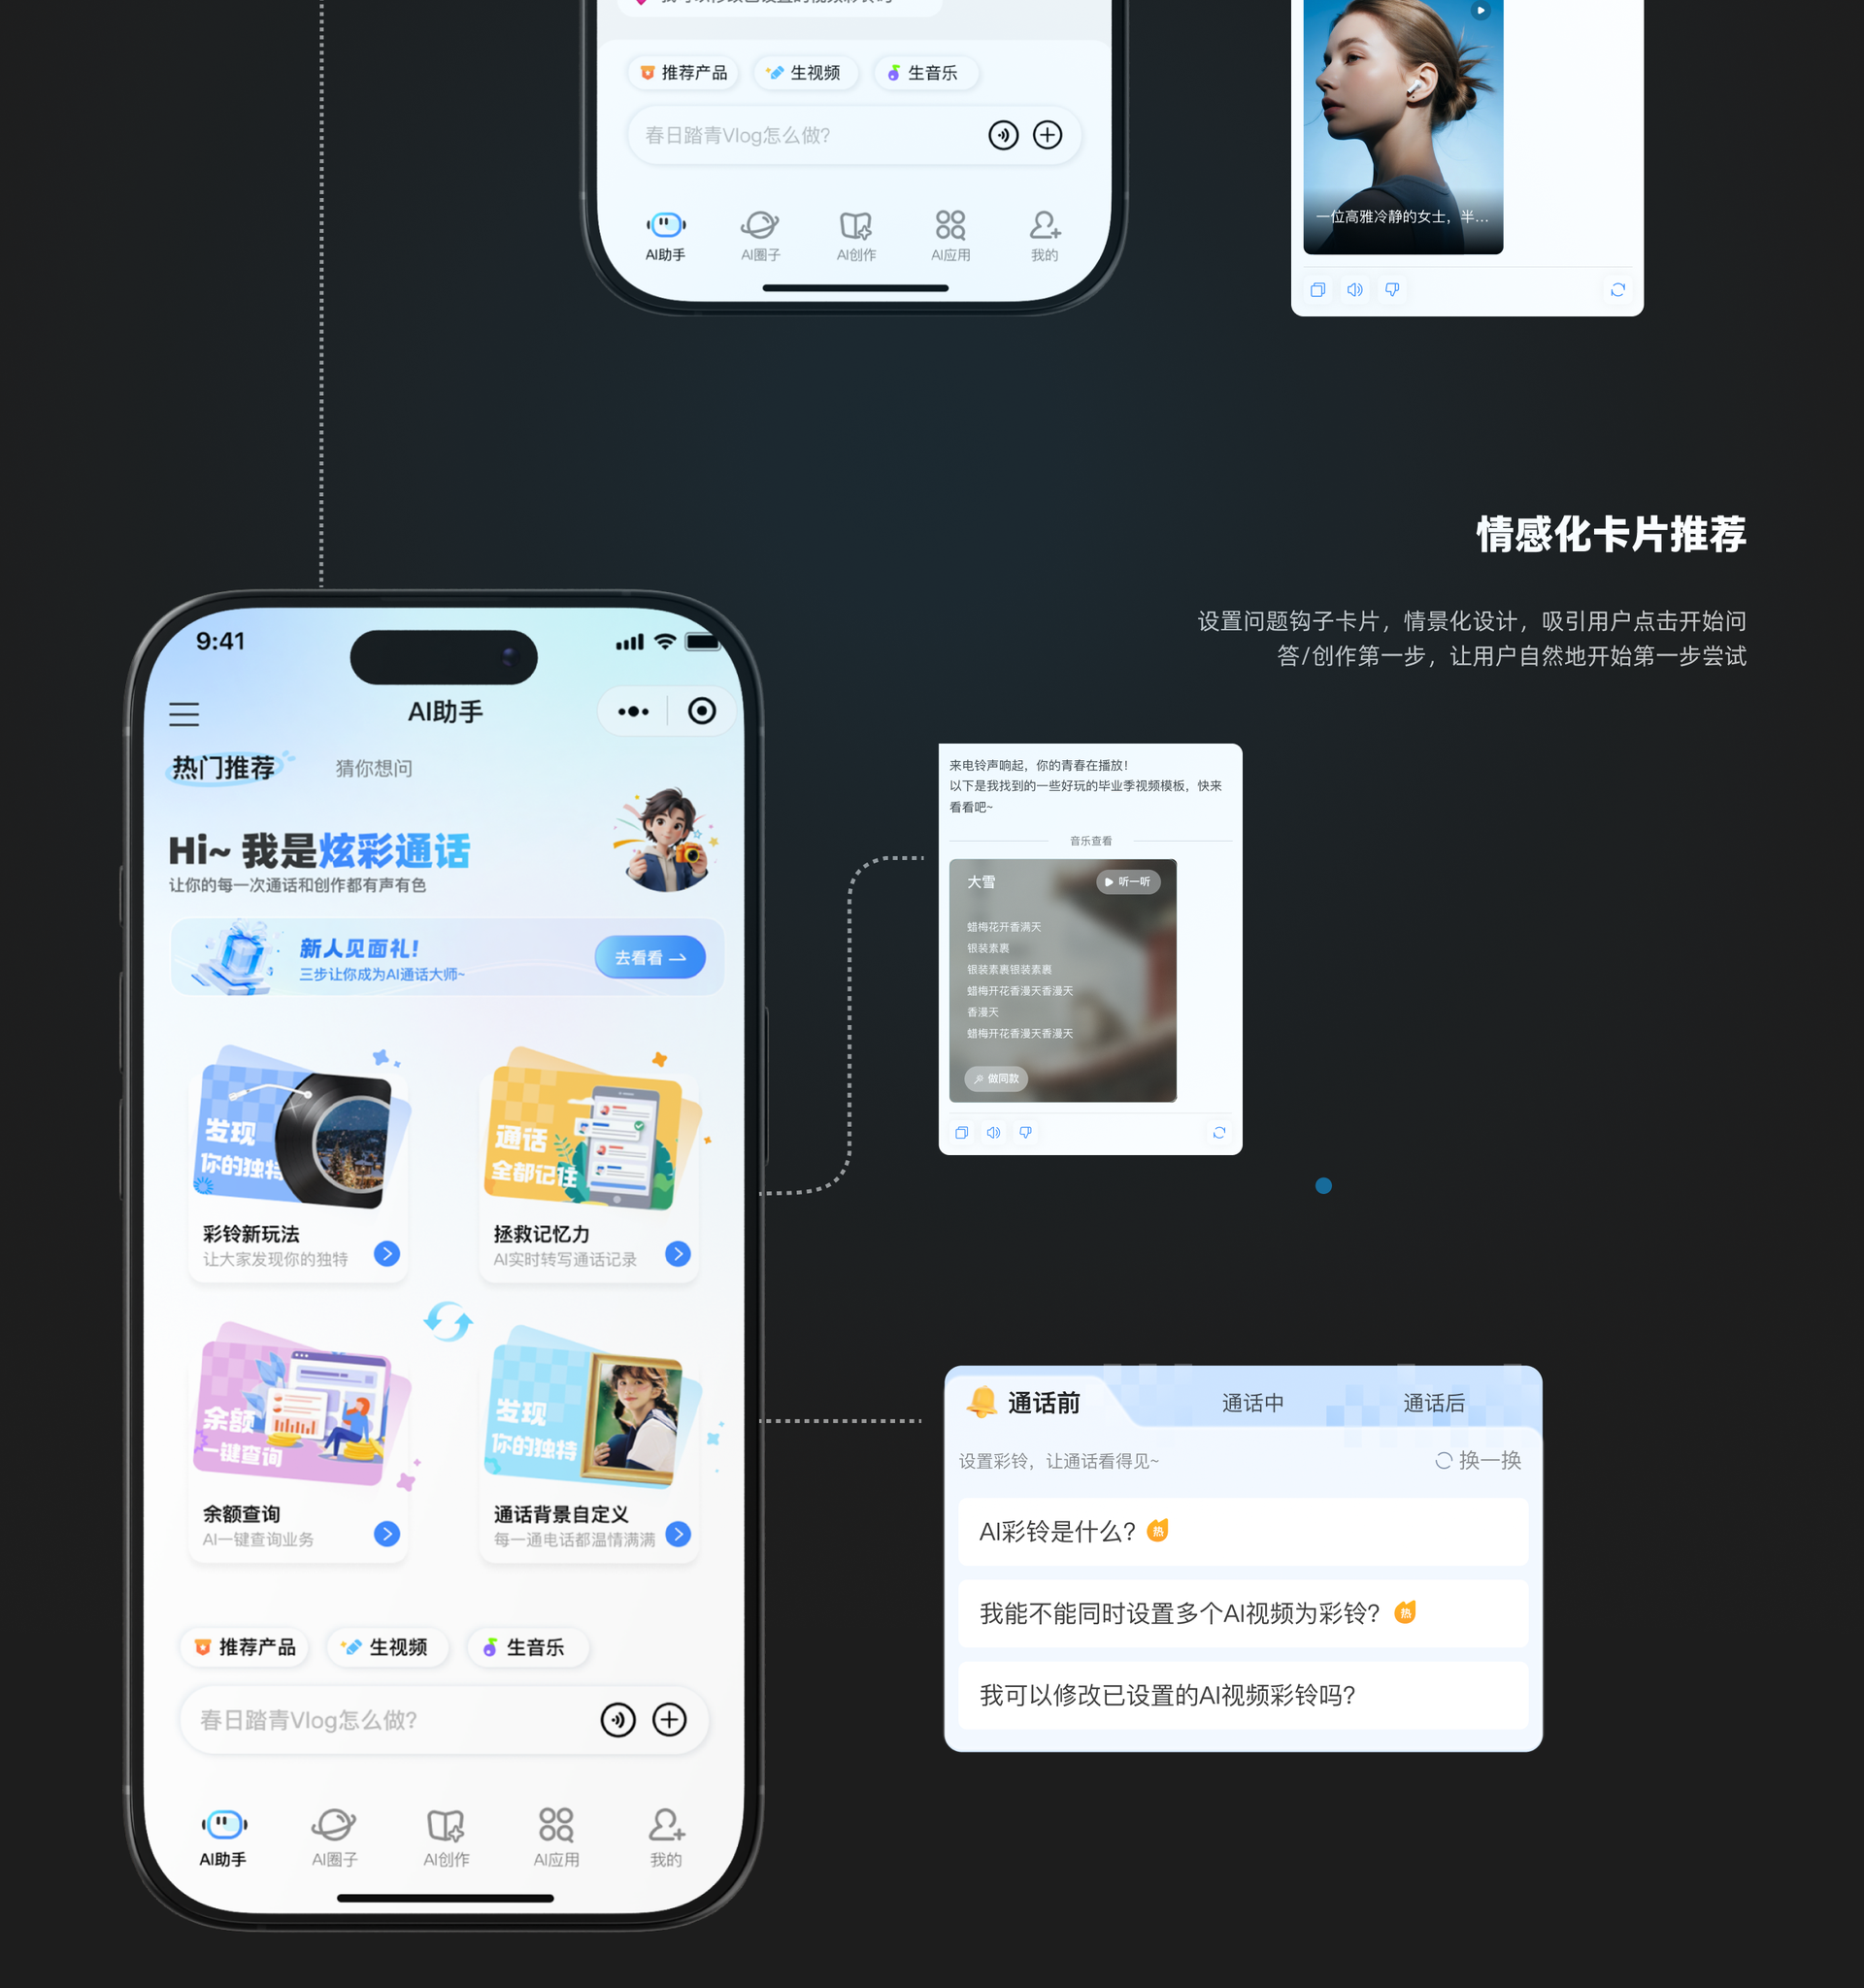 推荐产品
生视频
生音乐
春日踏青Vlog怎么做?
AI助手
AI圈子
AI创作
AI应用
我的
一位高雅冷静的女士，半...
情感化卡片推荐
设置问题钩子卡片，情景化设计，吸引用户点击开始问
答/创作第一步，让用户自然地开始第一步尝试
9:41
AI助手
热门推荐
猜你想问
Hi~ 我是炫彩通话
让你的每一次通话和创作都有声有色
新人见面礼!
三步让你成为AI通话大师~
去看看
发现
你的独特
彩铃新玩法
让大家发现你的独特
通话
全都记住
拯救记忆力
AI实时转写通话记录
余额
一键查询
余额查询
AI一键查询业务
发现
你的独特
通话背景自定义
每一通电话都温情满满
推荐产品
生视频
生音乐
春日踏青Vlog怎么做?
AI助手
AI圈子
AI创作
AI应用
我的
来电铃声响起，你的青春在播放！
以下是我找到的一些好玩的毕业季视频模板，快来
看看吧~
音乐查看
大雪
听一听
蜡梅花开香满天
银装素裹
银装素裹银装素裹
蜡梅开花香漫天香漫天
香漫天
蜡梅开花香漫天香漫天
做同款
通话前
通话中
通话后
设置彩铃，让通话看得见~
换一换
AI彩铃是什么? 热
我能不能同时设置多个AI视频为彩铃? 热
我可以修改已设置的AI视频彩铃吗?